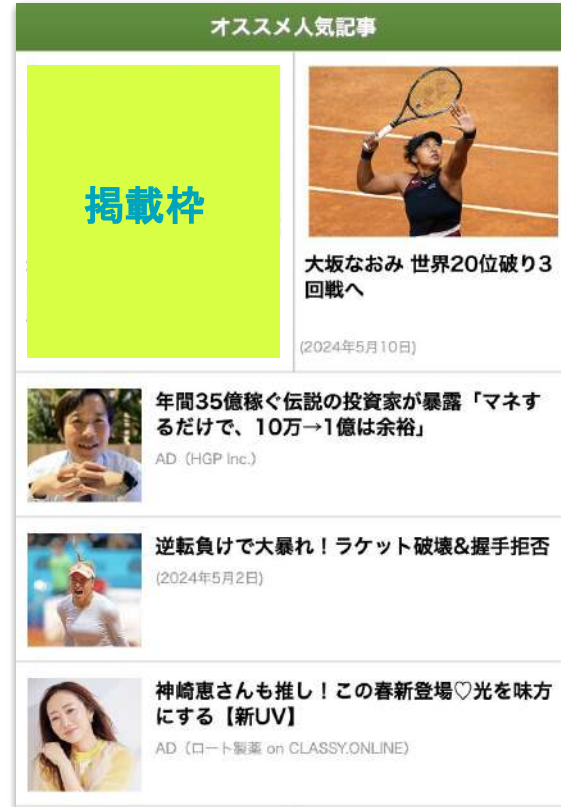 オススメ人気記事
掲載枠
大坂なおみ 世界20位破り3
回戦へ
(2024年5月10日)
年間35億稼ぐ伝説の投資家が暴露「マネす
るだけで、10万→1億は余裕」
AD（HGP Inc.）
逆転負けで大暴れ！ラケット破壊&握手拒否
(2024年5月2日)
神崎恵さんも推し！この春新登場♡光を味方
にする【新UV】
AD（ロート製薬 on CLASSY.ONLINE）